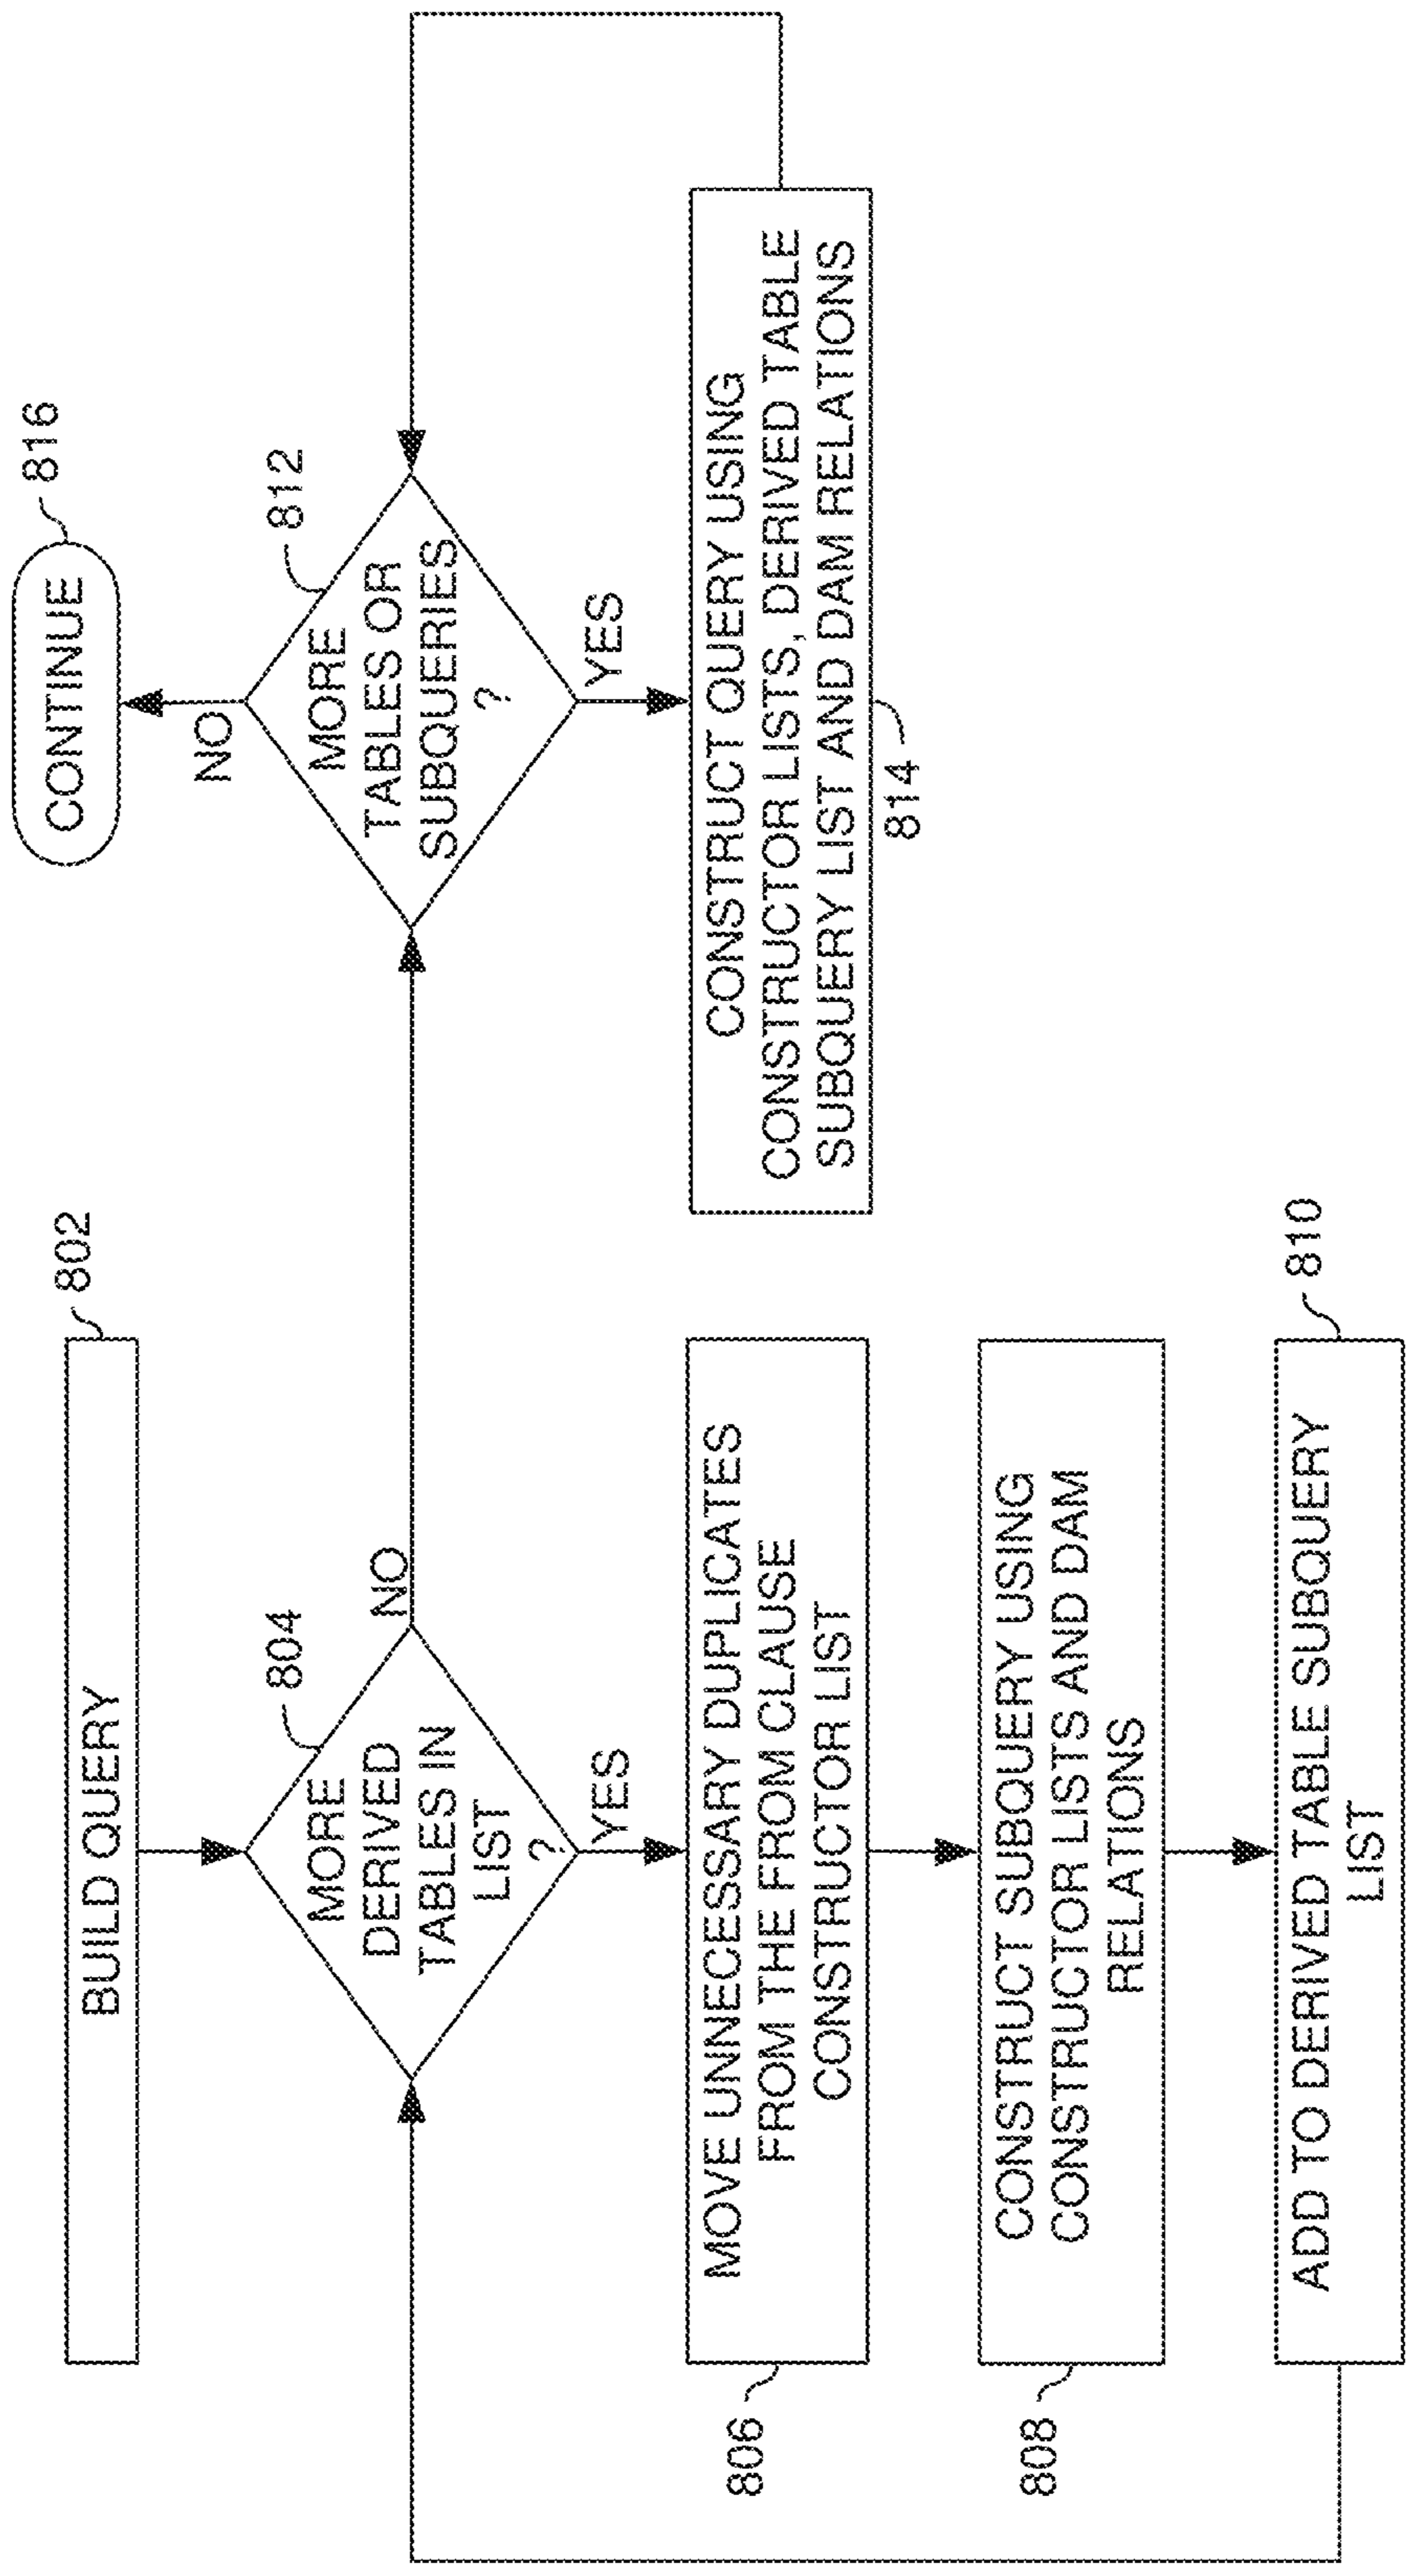 802
BUILD QUERY
804
MORE
DERIVED
TABLES IN
LIST
?
NO
YES
806
MOVE UNNECESSARY DUPLICATES
FROM THE FROM CLAUSE
CONSTRUCTOR LIST
808
CONSTRUCT SUBQUERY USING
CONSTRUCTOR LISTS AND DAM
RELATIONS
810
ADD TO DERIVED TABLE SUBQUERY
LIST
816
CONTINUE
NO
812
MORE
TABLES OR
SUBQUERIES
?
YES
CONSTRUCT QUERY USING
CONSTRUCTOR LISTS, DERIVED TABLE
SUBQUERY LIST AND DAM RELATIONS
814